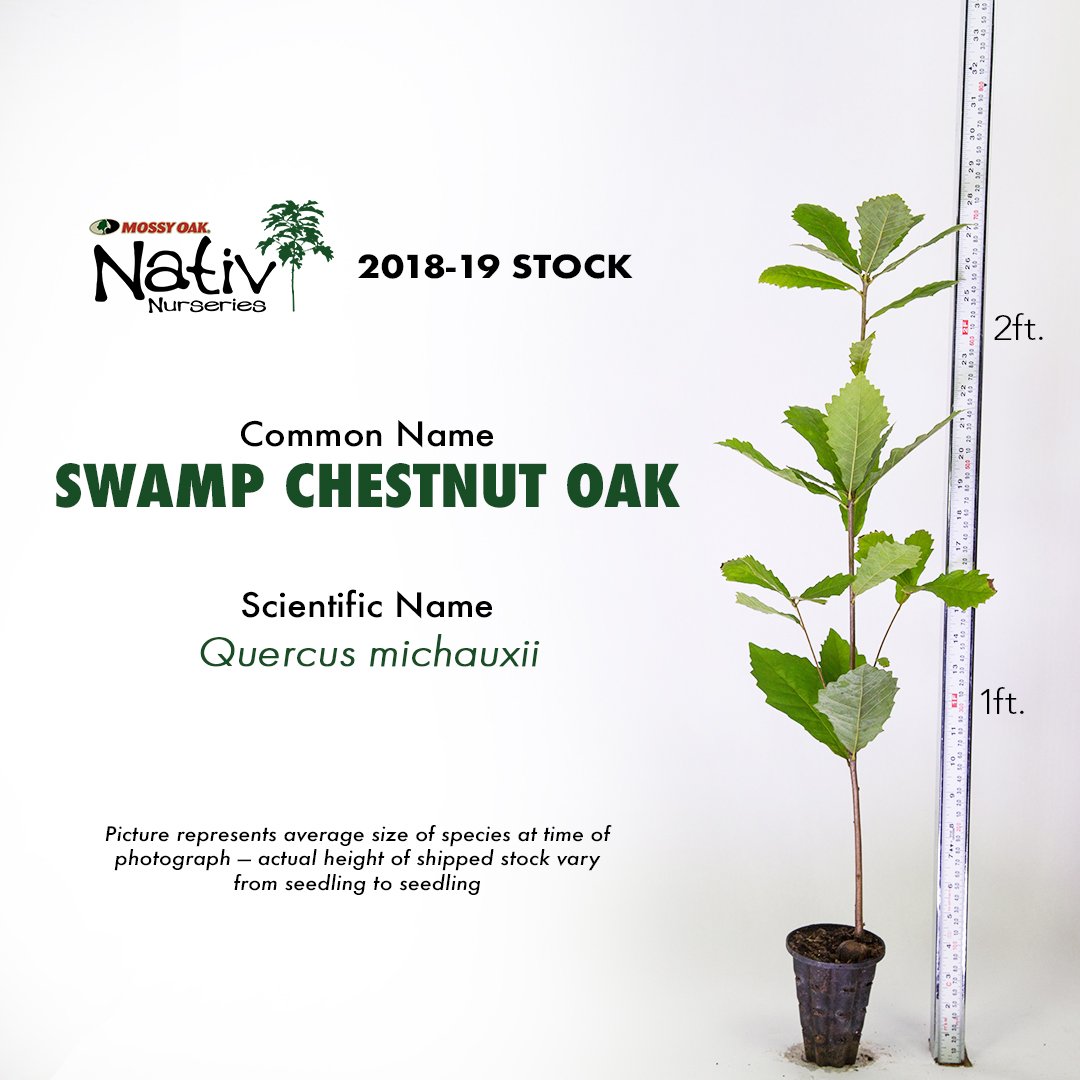 MOSSY OAK.
Nativ
Nurseries
2018-19 STOCK
Common Name
SWAMP CHESTNUT OAK
Scientific Name
Quercus michauxii
Picture represents average size of species at time of
photograph – actual height of shipped stock vary
from seedling to seedling
2ft.
1ft.